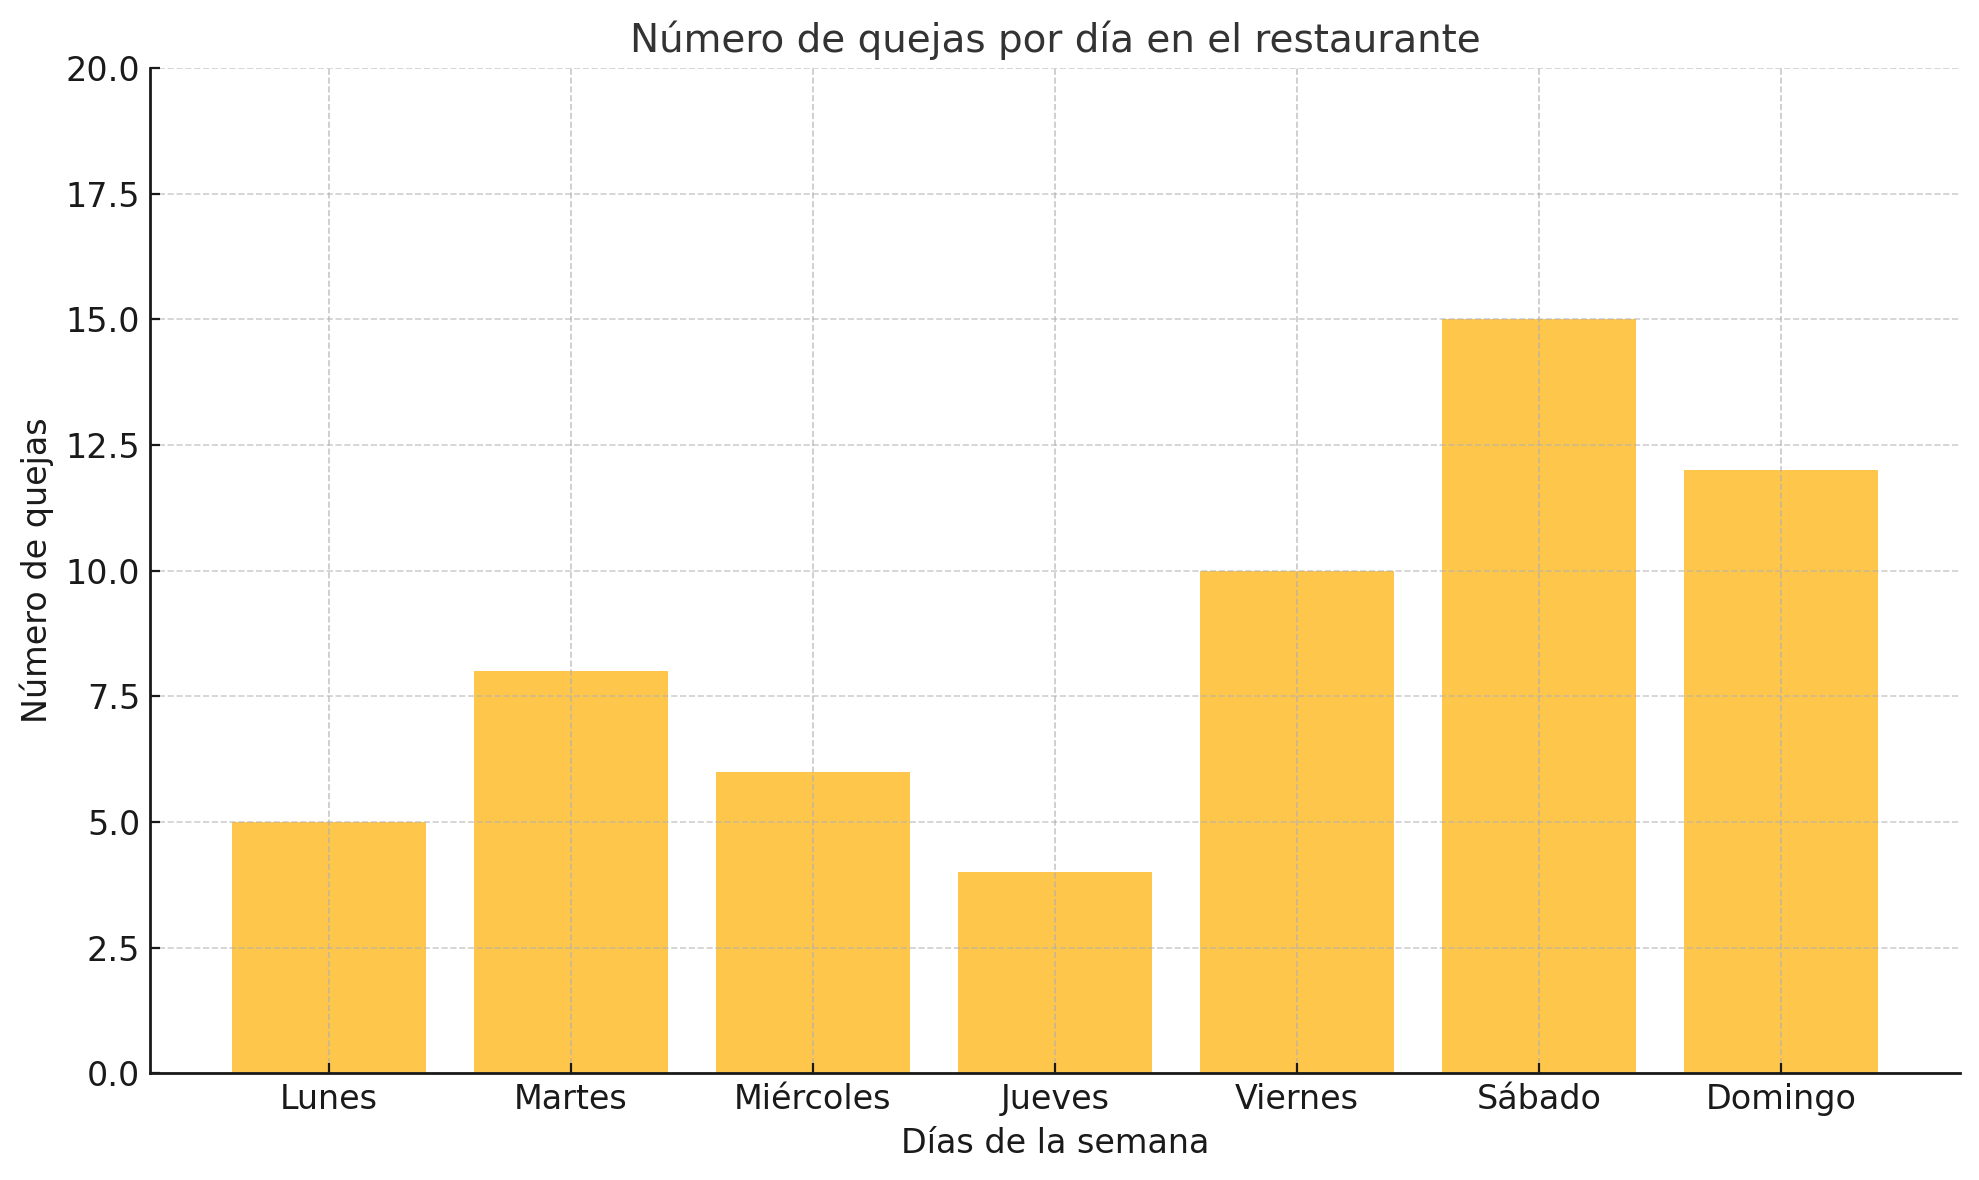 Número de quejas por día en el restaurante
20.0
17.5
15.0
12.5
10.0
7.5
5.0
2.5
0.0
Número de quejas
Lunes Martes Miércoles Jueves Viernes Sábado Domingo
Días de la semana